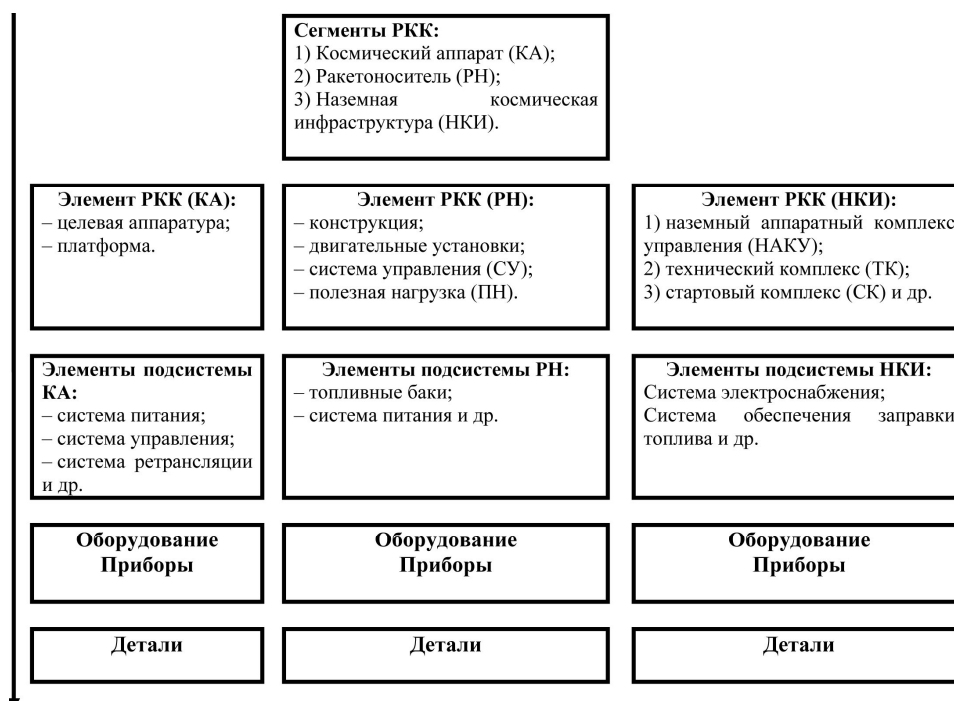 Сегменты РКК:
1) Космический аппарат (КА);
2) Ракетоноситель (РН);
3) Наземная космическая
инфраструктура (НКИ).
Элемент РКК (КА):
– целевая аппаратура;
– платформа.
Элемент РКК (РН):
– конструкция;
– двигательные установки;
– система управления (СУ);
– полезная нагрузка (ПН).
Элемент РКК (НКИ):
1) наземный аппаратный комплекс
управления (НАКУ);
2) технический комплекс (ТК);
3) стартовый комплекс (СК) и др.
Элементы подсистемы
КА:
– система питания;
– система управления;
– система ретрансляции
и др.
Элементы подсистемы РН:
– топливные баки;
– система питания и др.
Элементы подсистемы НКИ:
Система электроснабжения;
Система обеспечения заправки
топлива и др.
Оборудование
Приборы
Оборудование
Приборы
Оборудование
Приборы
Детали
Детали
Детали